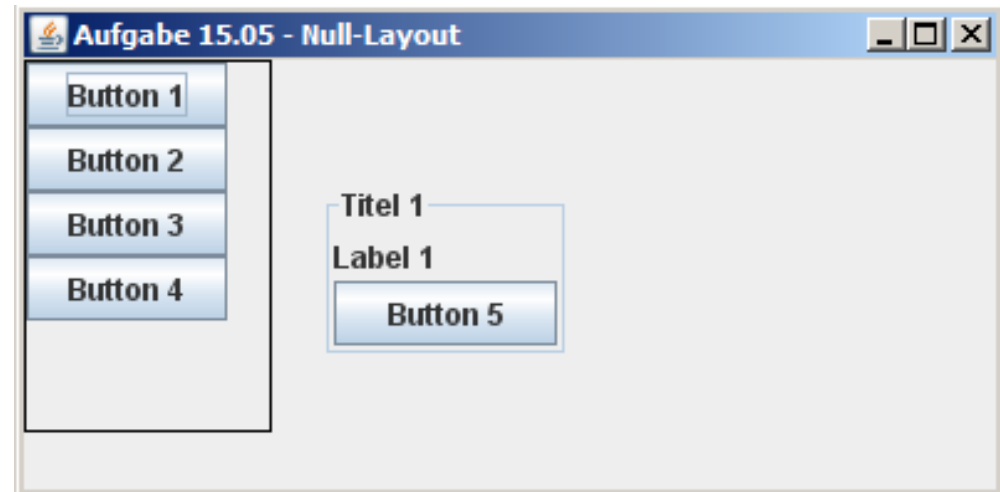 Aufgabe 15.05 - Null-Layout
Button 1
Button 2
Button 3
Button 4
Titel 1
Label 1
Button 5